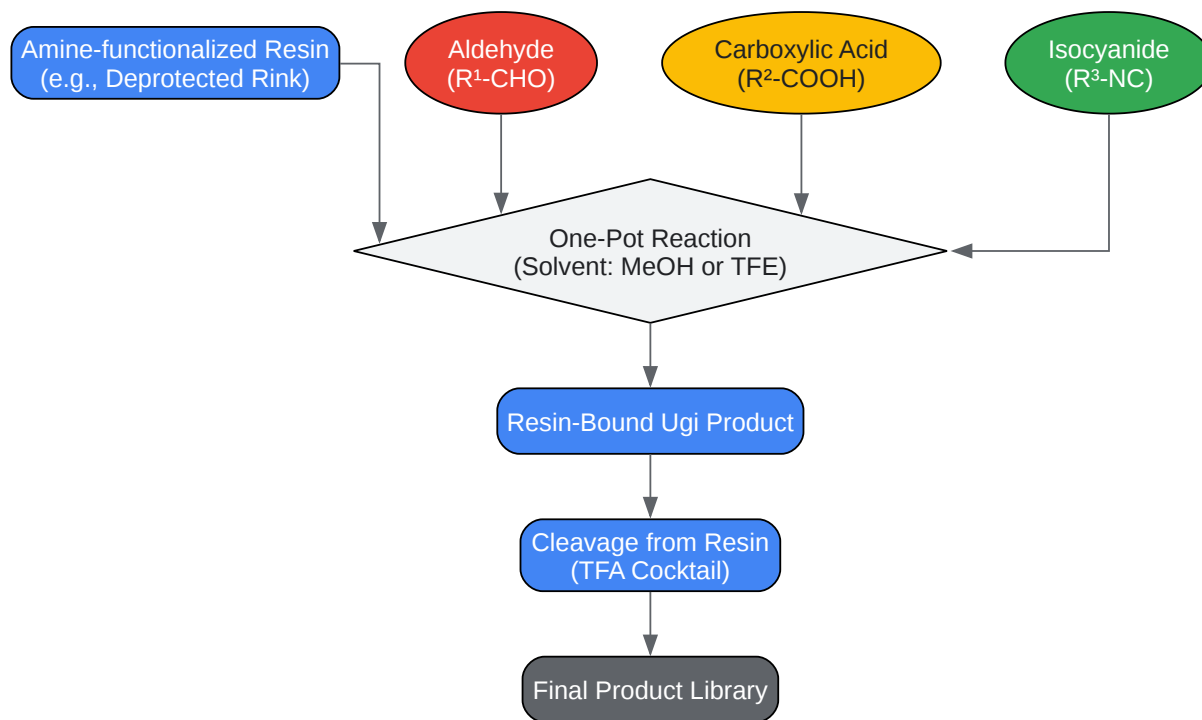 Amine-functionalized Resin
(e.g., Deprotected Rink)
Aldehyde
(R¹-CHO)
Carboxylic Acid
(R²-COOH)
Isocyanide
(R³-NC)
One-Pot Reaction
(Solvent: MeOH or TFE)
Resin-Bound Ugi Product
Cleavage from Resin
(TFA Cocktail)
Final Product Library